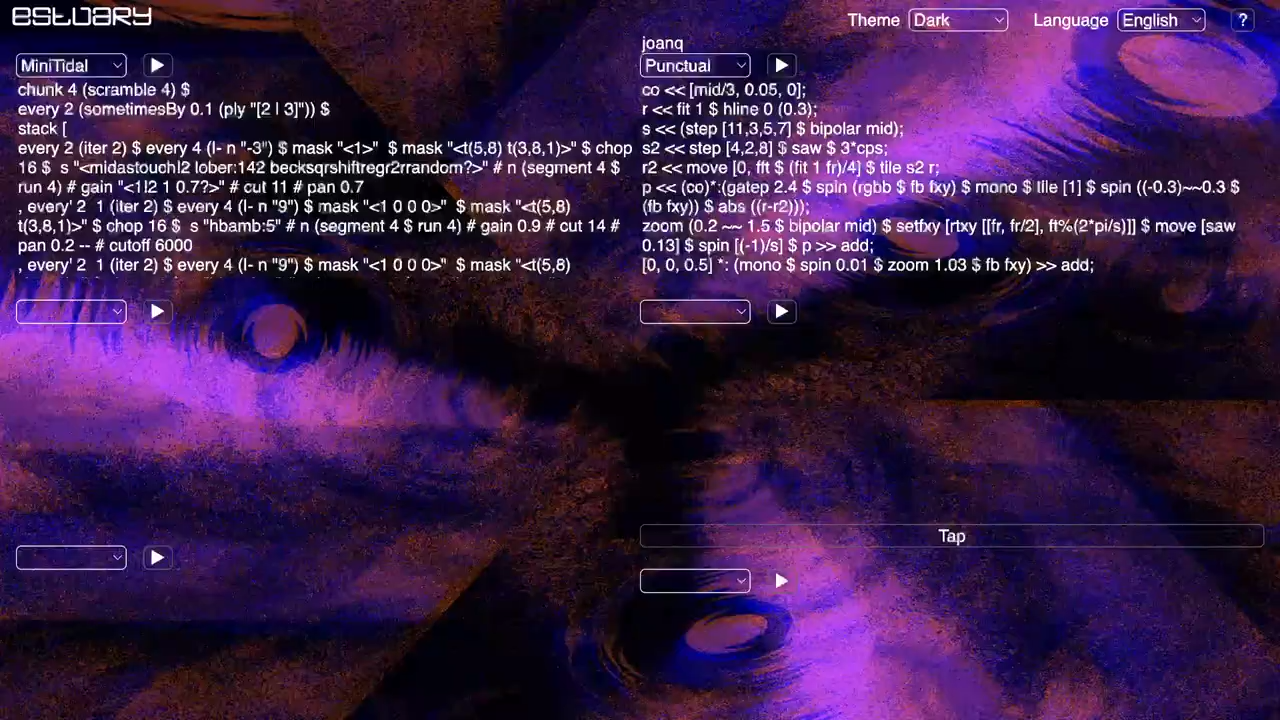 estuary
Theme Dark Language English ?
joanq
MiniTidal
chunk 4 (scramble 4) $
every 2 (sometimesBy 0.1 (ply "[2 | 3]")) $
stack [
every 2 (iter 2) $ every 4 (|- n "-3") $ mask "<1>"  $ mask "<t(5,8) t(3,8,1)>" $ chop
16 $  s "<midastouch!2 lober:142 becksqrshiftregr2rrandom?>" # n (segment 4 $
run 4) # gain "<1!2 1 0.7?>" # cut 11 # pan 0.7
, every' 2  1 (iter 2) $ every 4 (|- n "9") $ mask "<1 0 0 0>"  $ mask "<t(5,8)
t(3,8,1)>" $ chop 16 $  s "hbamb:5" # n (segment 4 $ run 4) # gain 0.9 # cut 14 #
pan 0.2 -- # cutoff 6000
, every' 2  1 (iter 2) $ every 4 (|- n "9") $ mask "<1 0 0 0>"  $ mask "<t(5,8)
Punctual
co << [mid/3, 0.05, 0];
r << fit 1 $ hline 0 (0.3);
s << (step [11,3,5,7] $ bipolar mid);
s2 << step [4,2,8] $ saw $ 3*cps;
r2 << move [0, fft $ (fit 1 fr)/4] $ tile s2 r;
p << (co)*:(gatep 2.4 $ spin (rgbb $ fb fxy) $ mono $ tile [1] $ spin ((-0.3)~~0.3 $
(fb fxy)) $ abs ((r-r2)));
zoom (0.2 ~~ 1.5 $ bipolar mid) $ setfxy [rtxy [[fr, fr/2], ft%(2*pi/s)]] $ move [saw
0.13] $ spin [(-1)/s] $ p >> add;
[0, 0, 0.5] *: (mono $ spin 0.01 $ zoom 1.03 $ fb fxy) >> add;
Tap